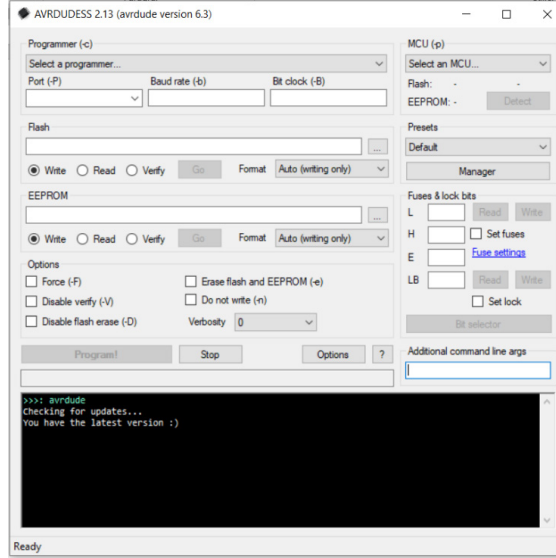 AVRDUDESS 2.13 (avrdude version 6.3)
Programmer (-c)
Select a programmer...
Port (-P)
Baud rate (-b)
Bit clock (-B)
MCU (-p)
Select an MCU...
Flash: - -
EEPROM: - Detect
Flash
...
Write Read Verify Go Format Auto (writing only)
Presets
Default
Manager
EEPROM
...
Write Read Verify Go Format Auto (writing only)
Fuses & lock bits
L Read Write
H Set fuses
E Fuse settings
LB Read Write
Set lock
Bit selector
Options
Force (-F) Erase flash and EEPROM (-e)
Disable verify (-V) Do not write (-n)
Disable flash erase (-D) Verbosity 0
Program! Stop Options ?
Additional command line args
>>>: avrdude
Checking for updates...
You have the latest version :)
Ready